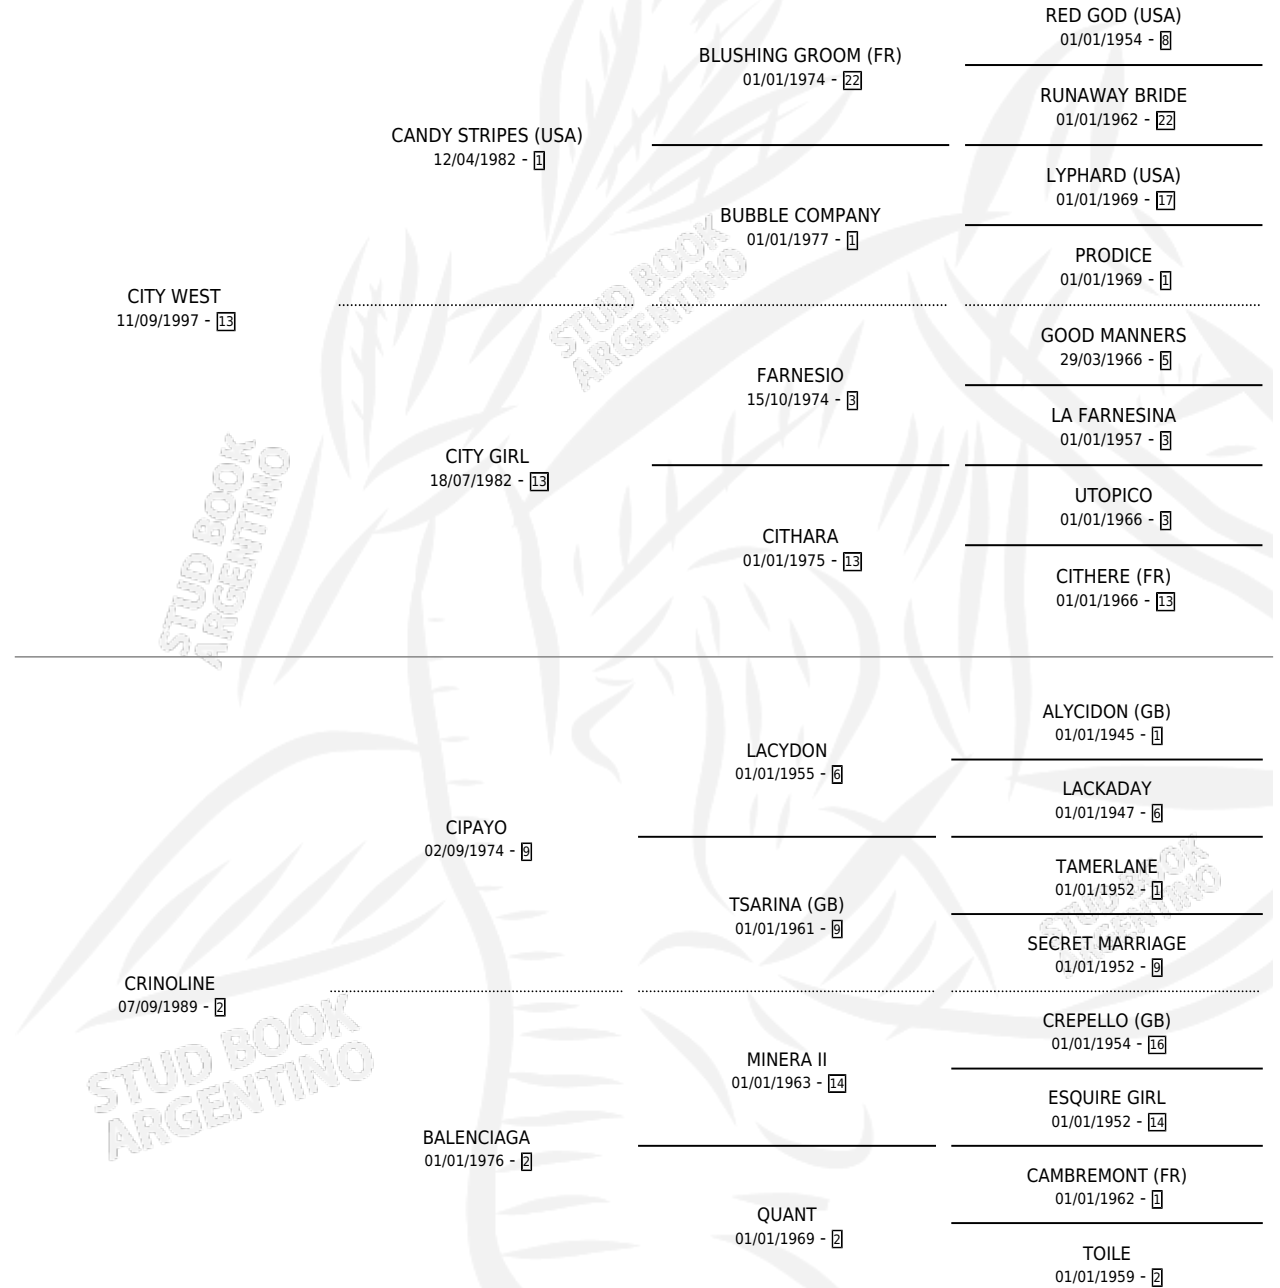 RED GOD (USA)
01/01/1954 - 8
BLUSHING GROOM (FR)
01/01/1974 - 22
RUNAWAY BRIDE
01/01/1962 - 22
CANDY STRIPES (USA)
12/04/1982 - 1
LYPHARD (USA)
01/01/1969 - 17
BUBBLE COMPANY
01/01/1977 - 1
PRODICE
01/01/1969 - 1
CITY WEST
11/09/1997 - 13
GOOD MANNERS
29/03/1966 - 5
FARNESIO
15/10/1974 - 3
LA FARNESINA
01/01/1957 - 3
CITY GIRL
18/07/1982 - 13
UTOPICO
01/01/1966 - 3
CITHARA
01/01/1975 - 13
CITHERE (FR)
01/01/1966 - 13
STUD BOOK
ARGENTINO
STUD BOOK
ARGENTINO
ALYCIDON (GB)
01/01/1945 - 1
LACYDON
01/01/1955 - 6
LACKADAY
01/01/1947 - 6
CIPAYO
02/09/1974 - 9
TAMERLANE
01/01/1952 - 1
TSARINA (GB)
01/01/1961 - 9
SECRET MARRIAGE
01/01/1952 - 9
CRINOLINE
07/09/1989 - 2
CREPELLO (GB)
01/01/1954 - 16
MINERA II
01/01/1963 - 14
ESQUIRE GIRL
01/01/1952 - 14
BALENCIAGA
01/01/1976 - 2
CAMBREMONT (FR)
01/01/1962 - 1
QUANT
01/01/1969 - 2
TOILE
01/01/1959 - 2
STUD BOOK
ARGENTINO
STUD BOOK
ARGENTINO